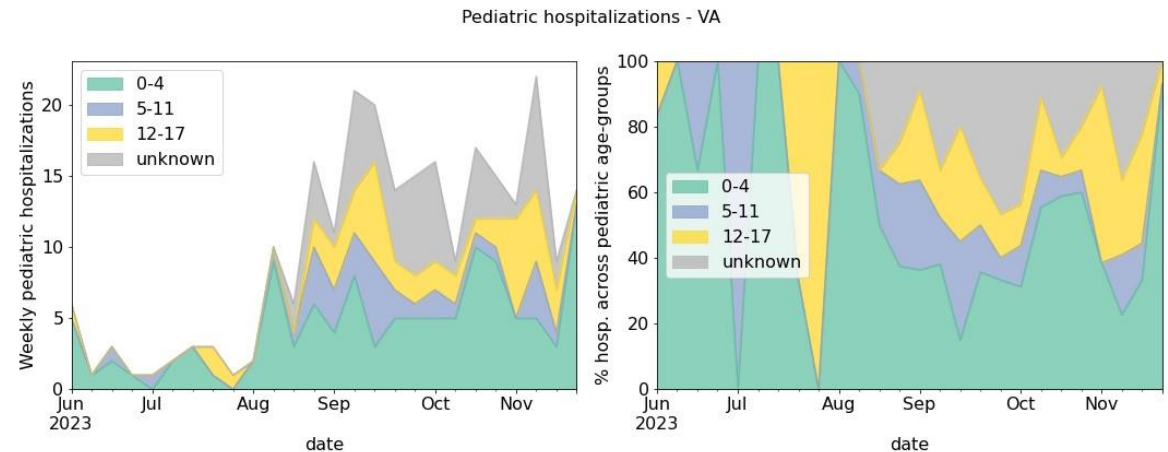 Pediatric hospitalizations - VA
Weekly pediatric hospitalizations
20
15
10
5
0
0-4
5-11
12-17
unknown
Jun
2023
Jul
Aug
Sep
Oct
Nov
date
% hosp. across pediatric age-groups
100
80
60
40
20
0
0-4
5-11
12-17
unknown
Jun
2023
Jul
Aug
Sep
Oct
Nov
date